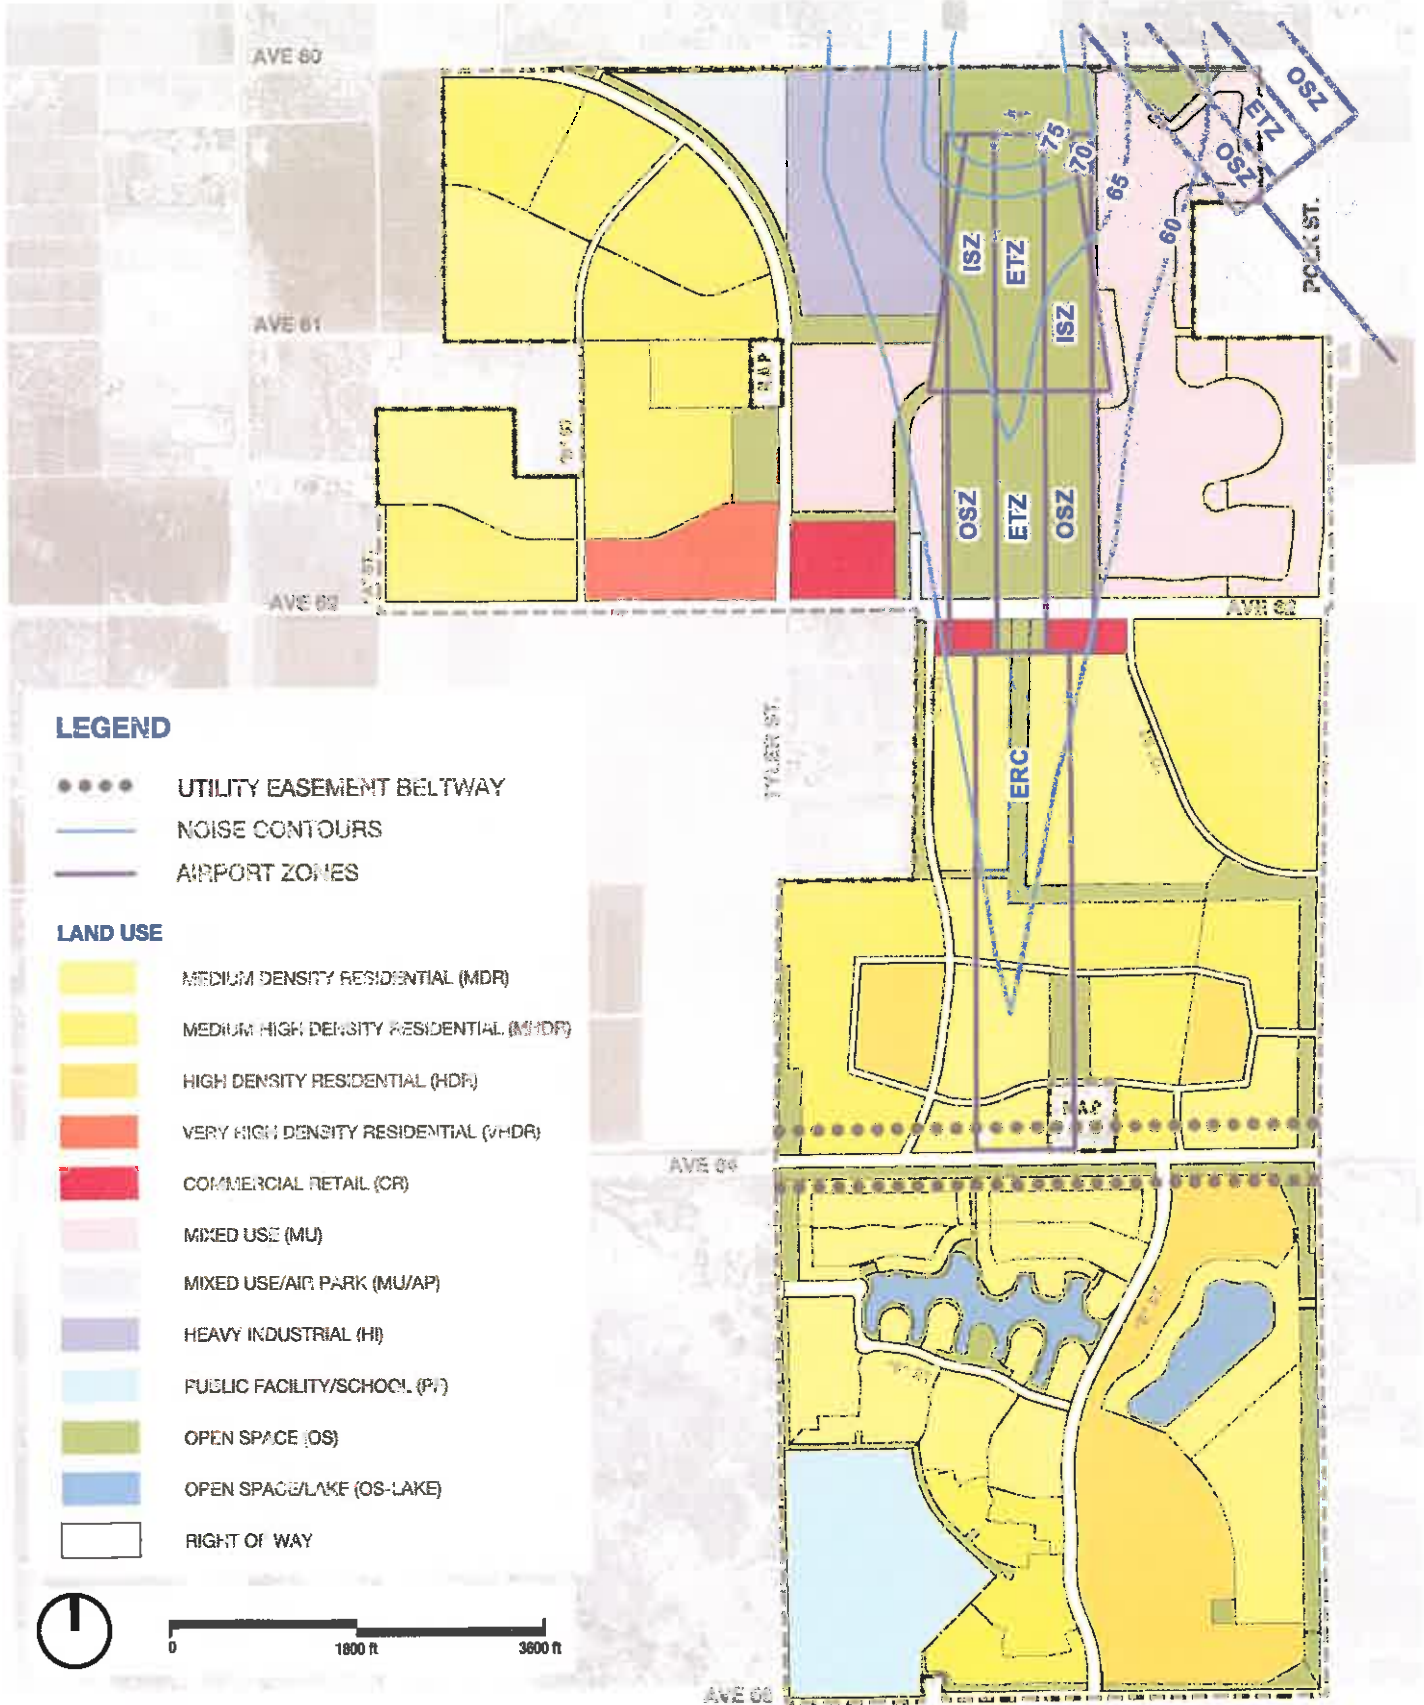 AVE 60
OSZ
ETZ
OSZ
75
70
65
60
POLK ST.
ISZ
ETZ
ISZ
AVE 61
NAP
OSZ
ETZ
OSZ
AVE 62
AVE 62
TYLER ST.
ERC
LEGEND
UTILITY EASEMENT BELTWAY
NOISE CONTOURS
AIRPORT ZONES
LAND USE
MEDIUM DENSITY RESIDENTIAL (MDR)
MEDIUM HIGH DENSITY RESIDENTIAL (MHDR)
HIGH DENSITY RESIDENTIAL (HDR)
VERY HIGH DENSITY RESIDENTIAL (VHDR)
COMMERCIAL RETAIL (CR)
MIXED USE (MU)
MIXED USE/AIR PARK (MU/AP)
HEAVY INDUSTRIAL (HI)
PUBLIC FACILITY/SCHOOL (PF)
OPEN SPACE (OS)
OPEN SPACE/LAKE (OS-LAKE)
RIGHT OF WAY
NAP
AVE 64
0
1800 ft
3600 ft
AVE 66